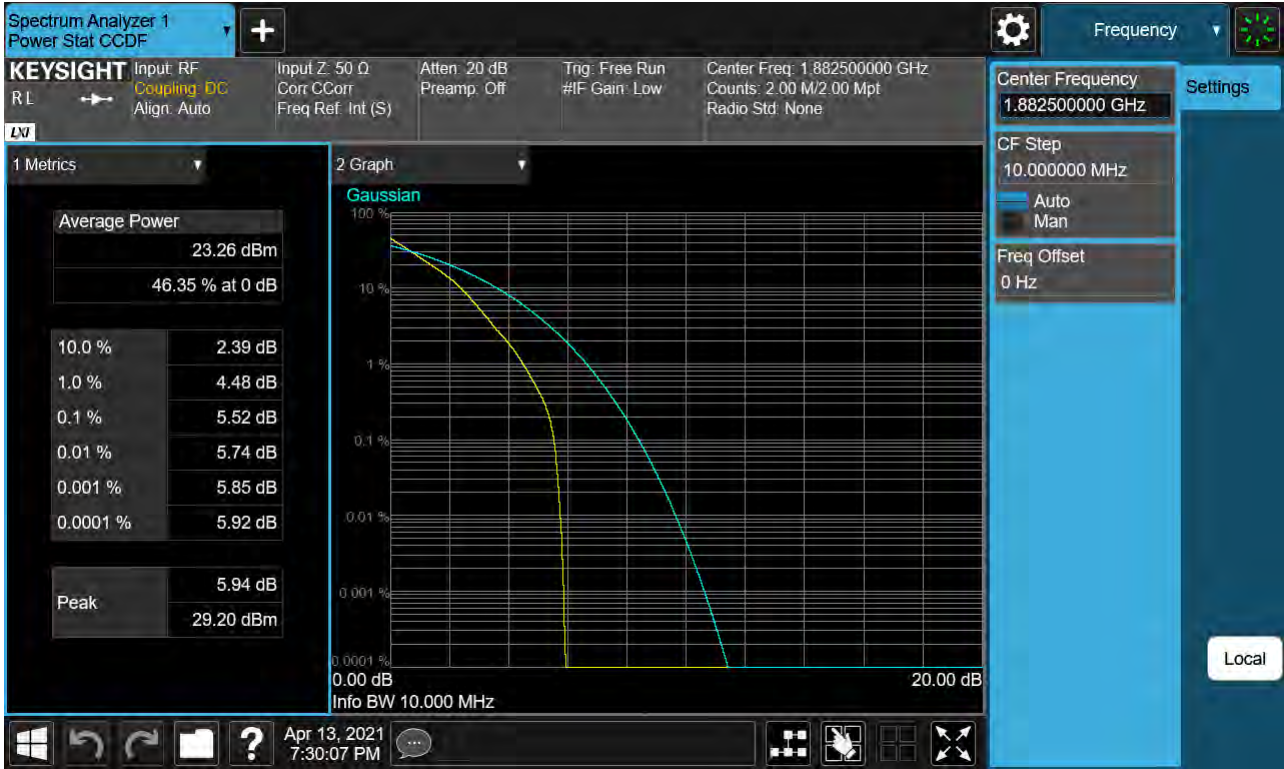 Spectrum Analyzer 1
Power Stat CCDF
Frequency
KEYSIGHT
RL
LXI
Input: RF
Coupling: DC
Align: Auto
Input Z: 50 Ω
Corr CCorr
Freq Ref: Int (S)
Atten: 20 dB
Preamp: Off
Trig: Free Run
#IF Gain: Low
Center Freq: 1.882500000 GHz
Counts: 2.00 M/2.00 Mpt
Radio Std: None
Center Frequency
1.882500000 GHz
Settings
CF Step
10.000000 MHz
Auto
Man
Freq Offset
0 Hz
Local
1 Metrics
Average Power
23.26 dBm
46.35 % at 0 dB
10.0 % 2.39 dB
1.0 % 4.48 dB
0.1 % 5.52 dB
0.01 % 5.74 dB
0.001 % 5.85 dB
0.0001 % 5.92 dB
Peak
5.94 dB
29.20 dBm
2 Graph
Gaussian
100 %
10 %
1 %
0.1 %
0.01 %
0.001 %
0.0001 %
0.00 dB 20.00 dB
Info BW 10.000 MHz
?
Apr 13, 2021
7:30:07 PM